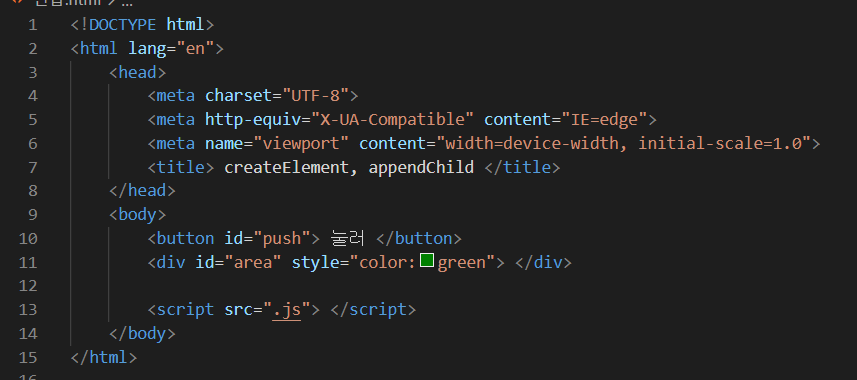 .html > ...
1 <!DOCTYPE html>
2 <html lang="en">
3 <head>
4 <meta charset="UTF-8">
5 <meta http-equiv="X-UA-Compatible" content="IE=edge">
6 <meta name="viewport" content="width=device-width, initial-scale=1.0">
7 <title> createElement, appendChild </title>
8 </head>
9 <body>
10 <button id="push"> 눌러 </button>
11 <div id="area" style="color:green"> </div>
12
13 <script src=".js"> </script>
14 </body>
15 </html>
16